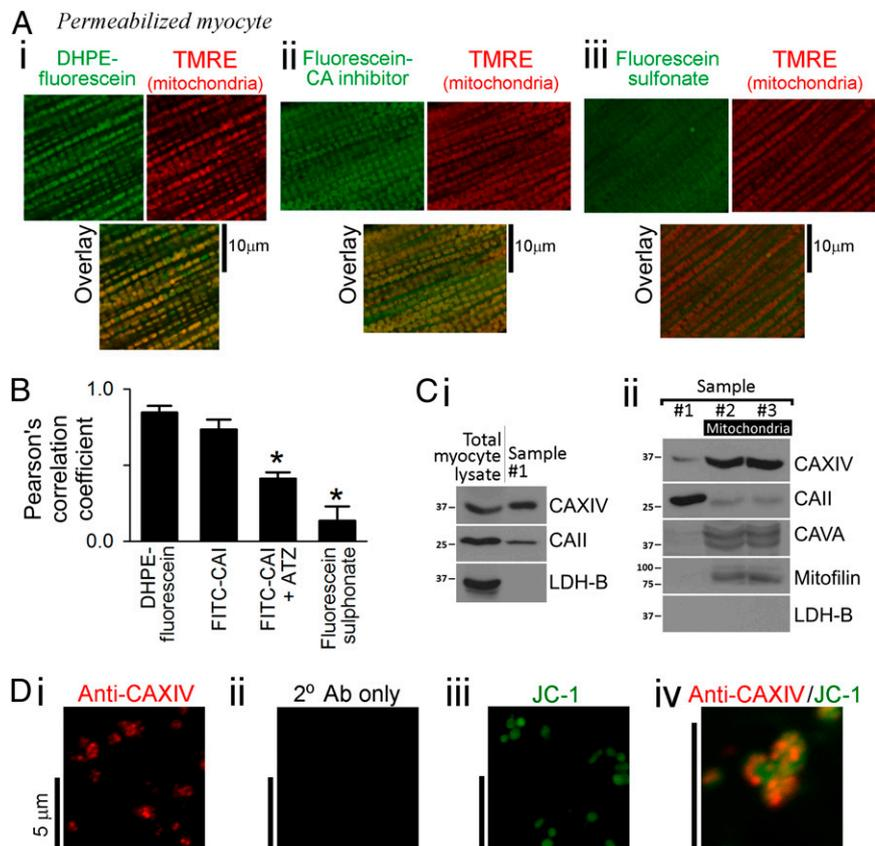 A Permeabilized myocyte
i
DHPE-
fluorescein
TMRE
(mitochondria)
ii
Fluorescein-
CA inhibitor
TMRE
(mitochondria)
iii
Fluorescein
sulfonate
TMRE
(mitochondria)
Overlay
10μm
Overlay
10μm
Overlay
10μm
B
Pearson's
correlation
coefficient
1.0
0.0
*
*
DHPE-
fluorescein
FITC-CAI
FITC-CAI
+ ATZ
Fluorescein
sulphonate
C i
Total
myocyte
lysate
Sample
#1
37
CAXIV
25
CAII
37
LDH-B
ii
Sample
#1 #2 #3
Mitochondria
37
CAXIV
25
CAII
37
CAVA
100
75
Mitofilin
37
LDH-B
D i
Anti-CAXIV
5 μm
ii
2º Ab only
iii
JC-1
iv
Anti-CAXIV/JC-1